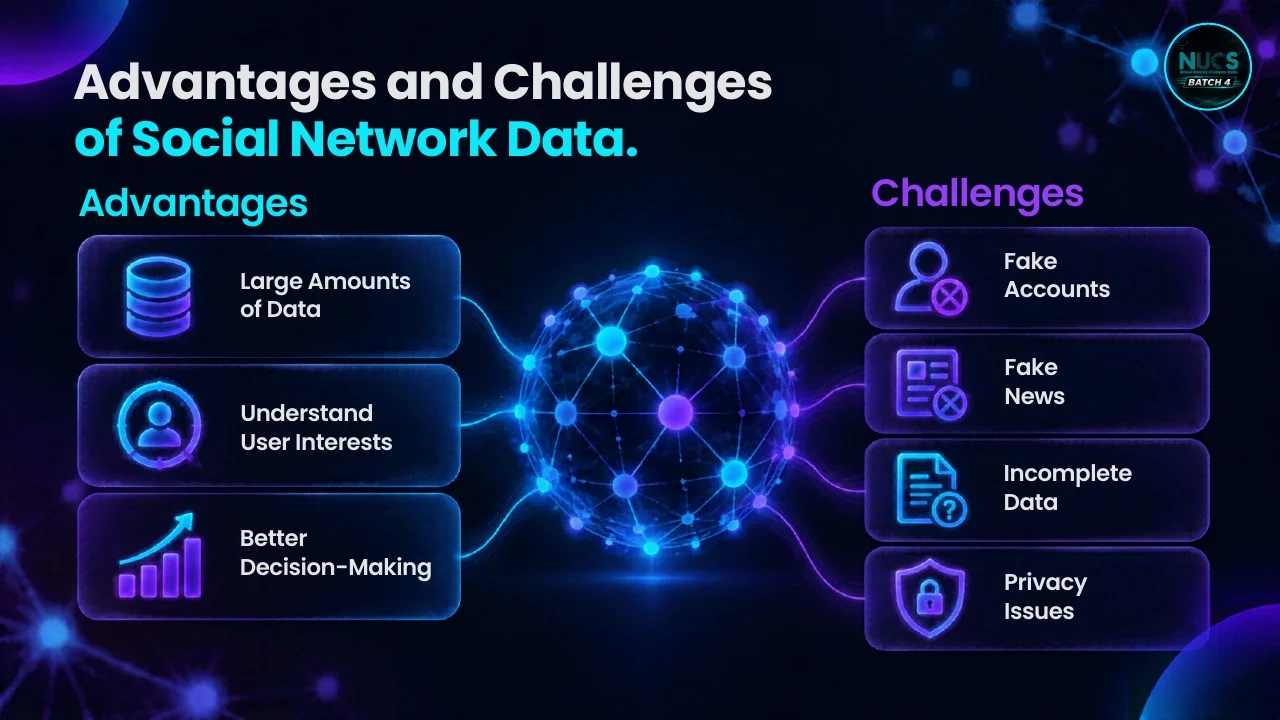 Advantages and Challenges
of Social Network Data.
Advantages
Large Amounts
of Data
Understand
User Interests
Better
Decision-Making
Challenges
Fake
Accounts
Fake
News
Incomplete
Data
Privacy
Issues
NUCS
BATCH 4